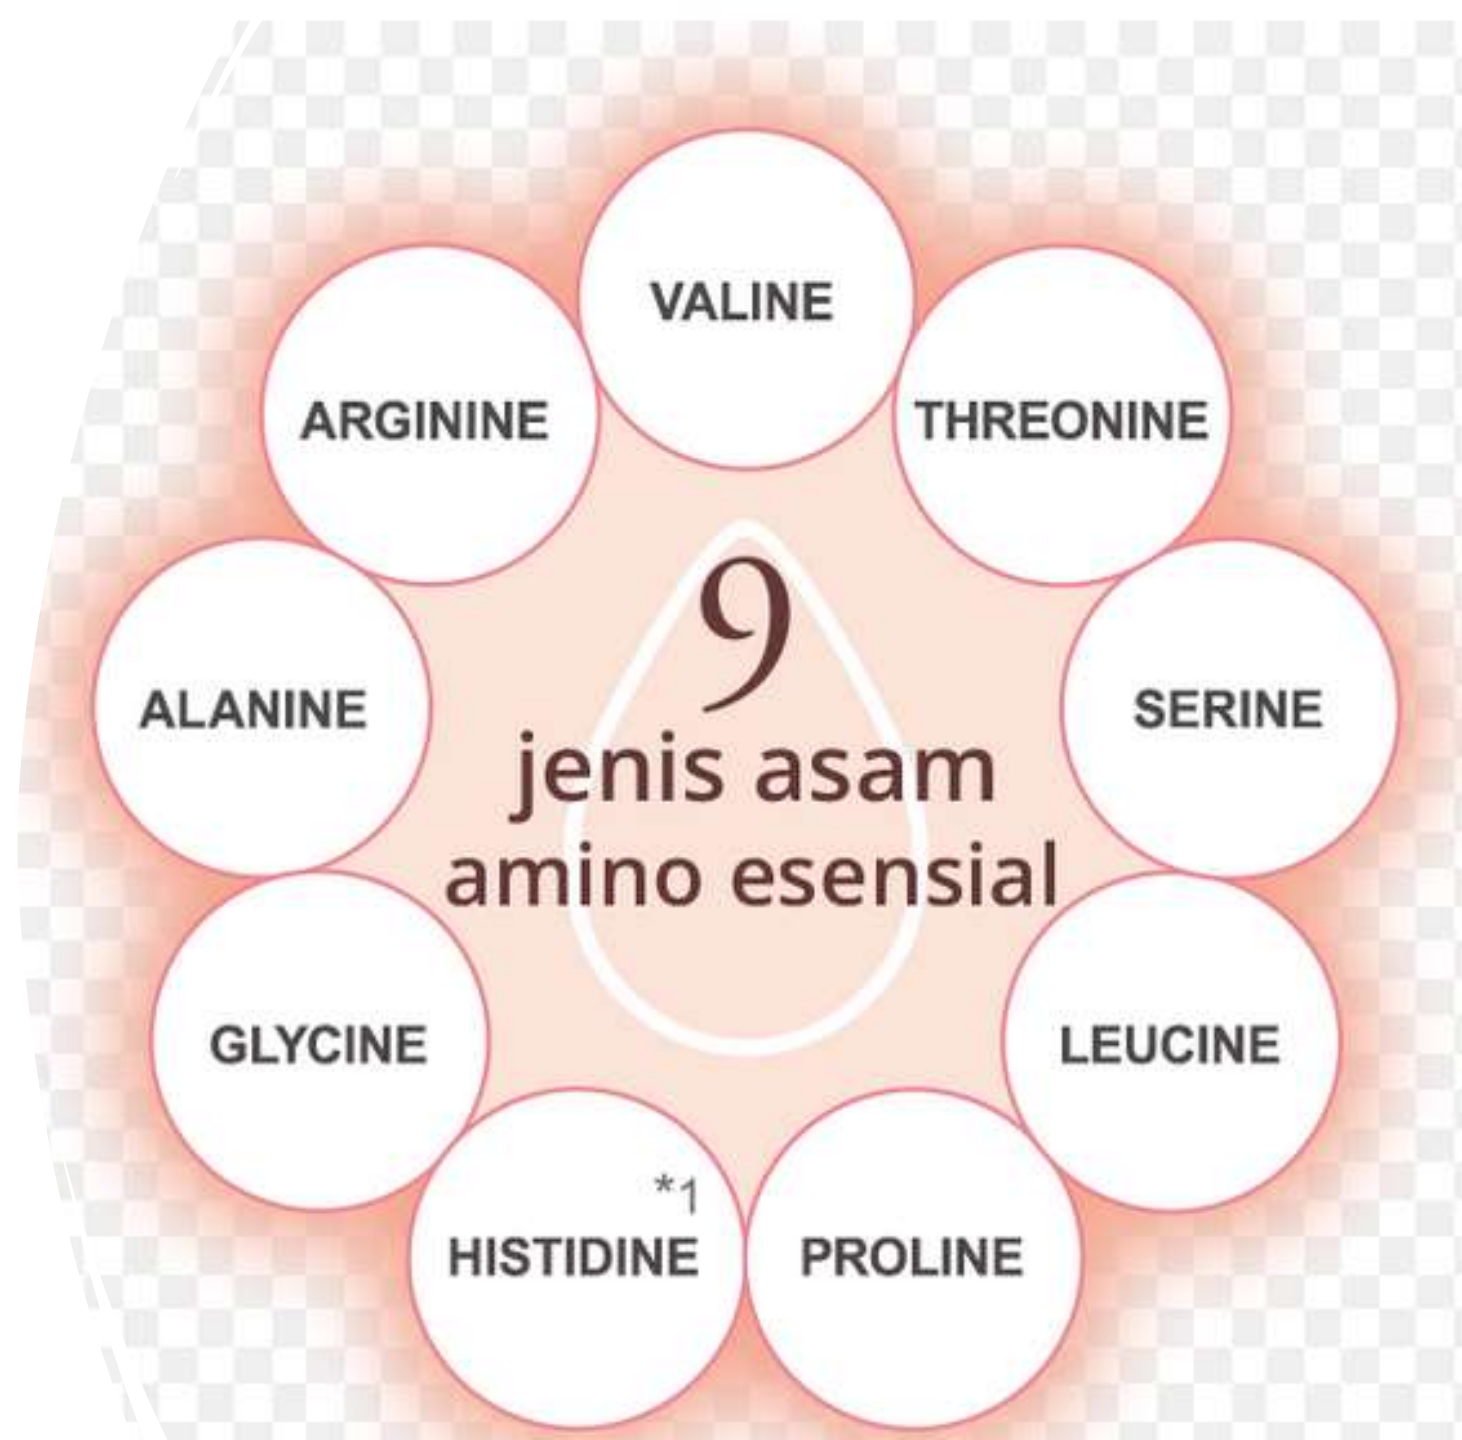 VALINE
ARGININE
THREONINE
9
jenis asam
amino esensial
ALANINE
SERINE
GLYCINE
LEUCINE
*1
HISTIDINE
PROLINE